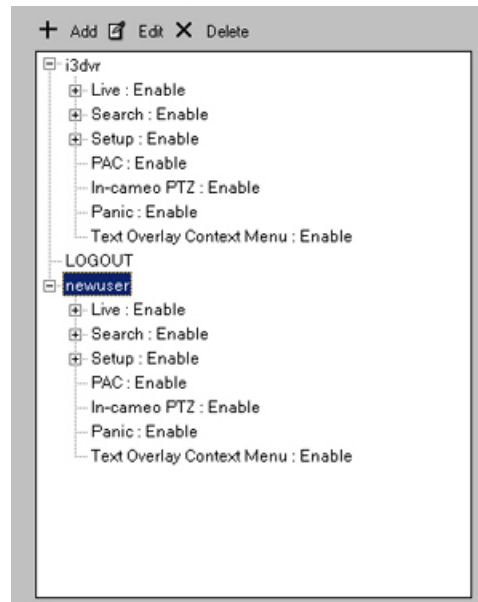 Add Edit Delete
i3dvr
Live : Enable
Search : Enable
Setup : Enable
PAC : Enable
In-cameo PTZ : Enable
Panic : Enable
Text Overlay Context Menu : Enable
LOGOUT
newuser
Live : Enable
Search : Enable
Setup : Enable
PAC : Enable
In-cameo PTZ : Enable
Panic : Enable
Text Overlay Context Menu : Enable